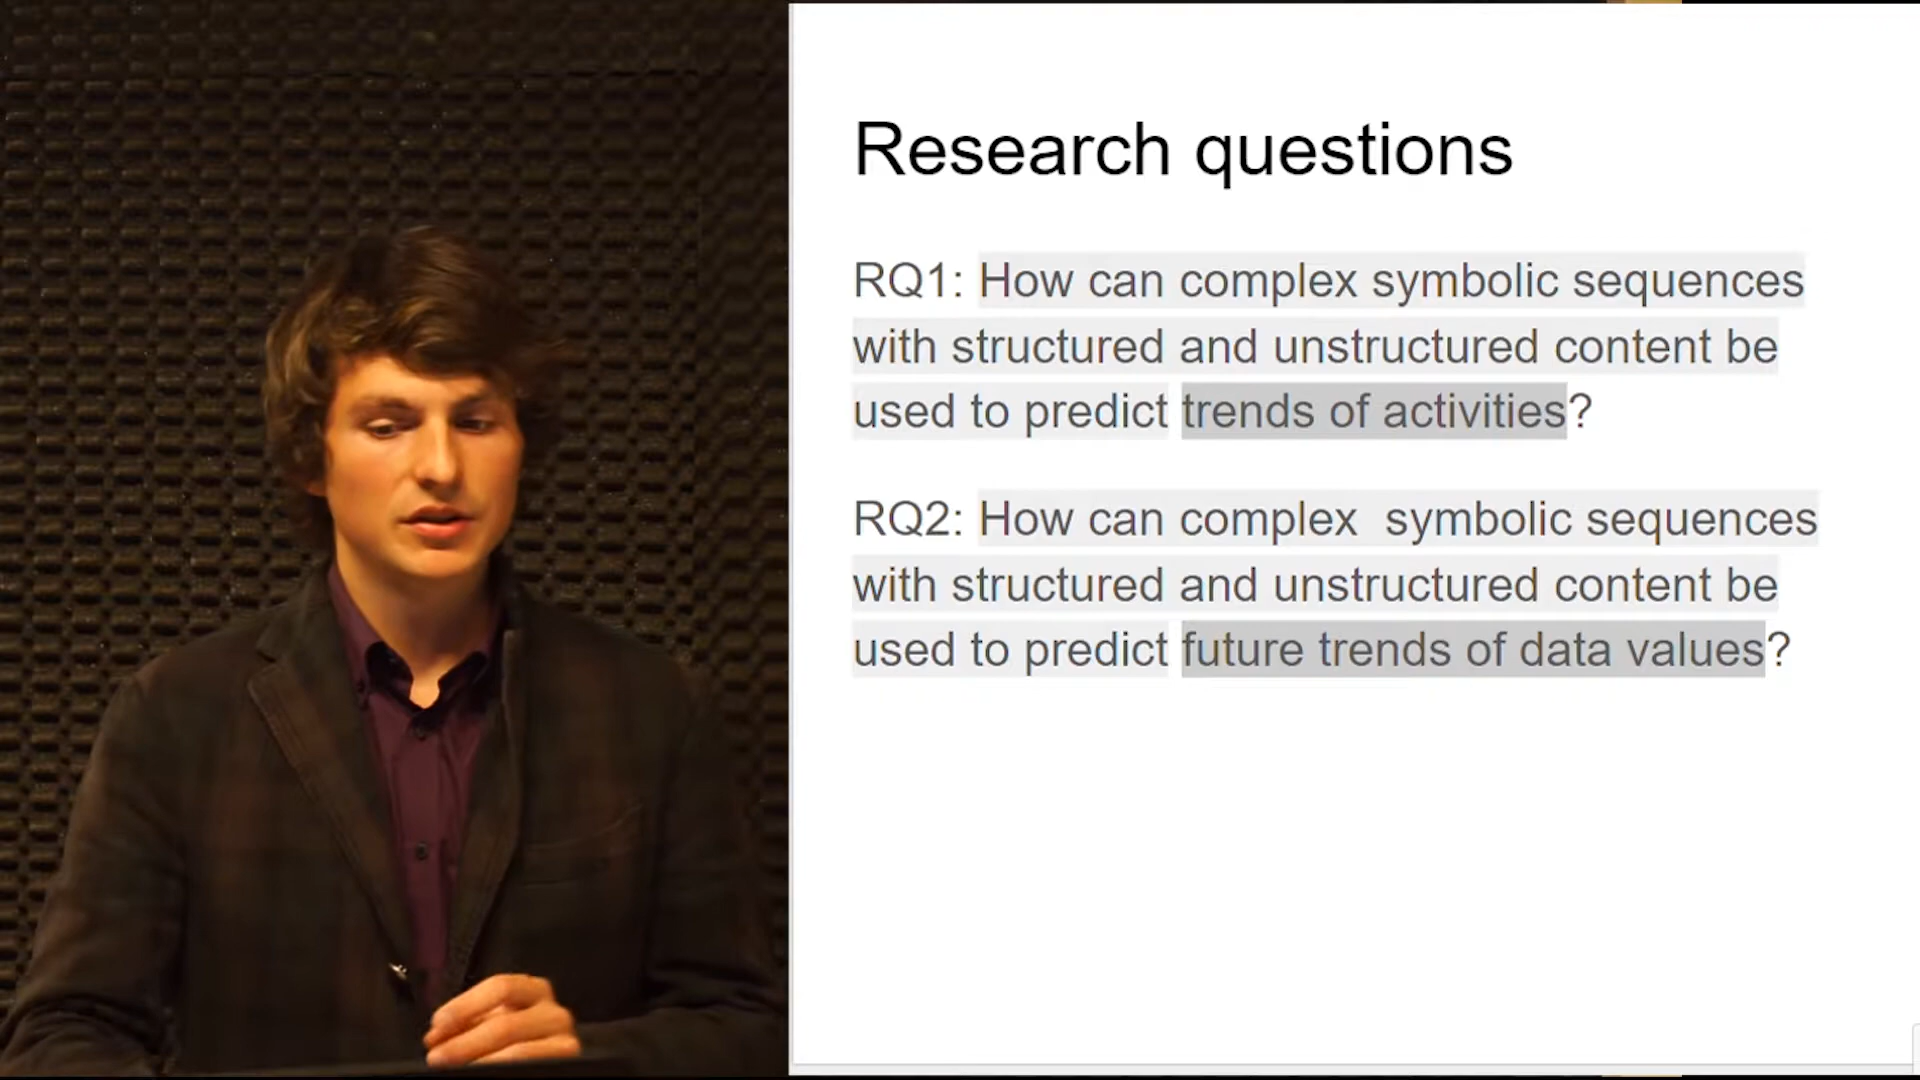 Research questions
RQ1: How can complex symbolic sequences
with structured and unstructured content be
used to predict trends of activities?
RQ2: How can complex  symbolic sequences
with structured and unstructured content be
used to predict future trends of data values?